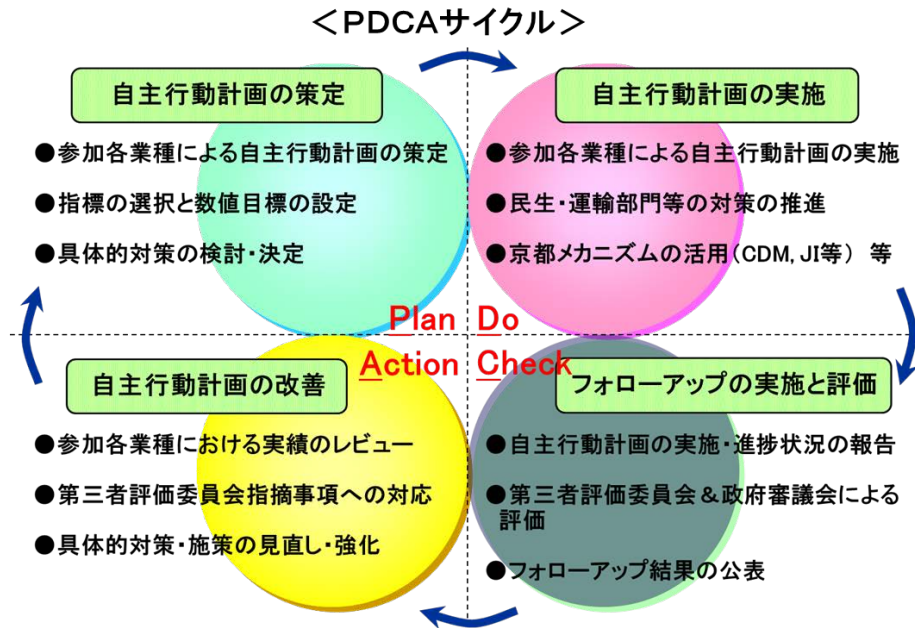 ＜PDCAサイクル＞
自主行動計画の策定
●参加各業種による自主行動計画の策定
●指標の選択と数値目標の設定
●具体的対策の検討・決定
自主行動計画の実施
●参加各業種による自主行動計画の実施
●民生・運輸部門等の対策の推進
●京都メカニズムの活用（CDM, JI等） 等
Plan Do
Action Check
自主行動計画の改善
●参加各業種における実績のレビュー
●第三者評価委員会指摘事項への対応
●具体的対策・施策の見直し・強化
フォローアップの実施と評価
●自主行動計画の実施・進捗状況の報告
●第三者評価委員会＆政府審議会による
評価
●フォローアップ結果の公表